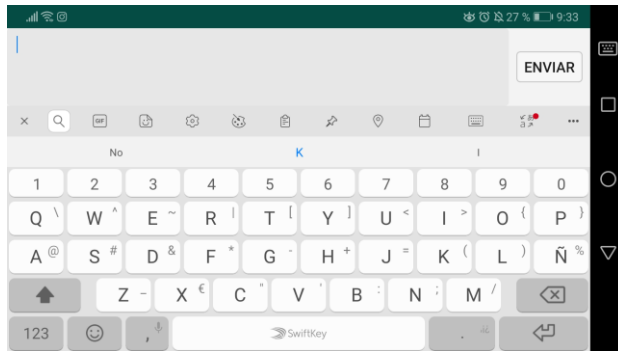 27 % 9:33
ENVIAR
GIF
No K I
1 2 3 4 5 6 7 8 9 0
Q \ W ^ E ~ R | T [ Y ] U < I > O { P }
A @ S # D & F * G - H + J = K ( L ) Ñ %
Z - X € C " V ' B : N ; M /
123 , SwiftKey .